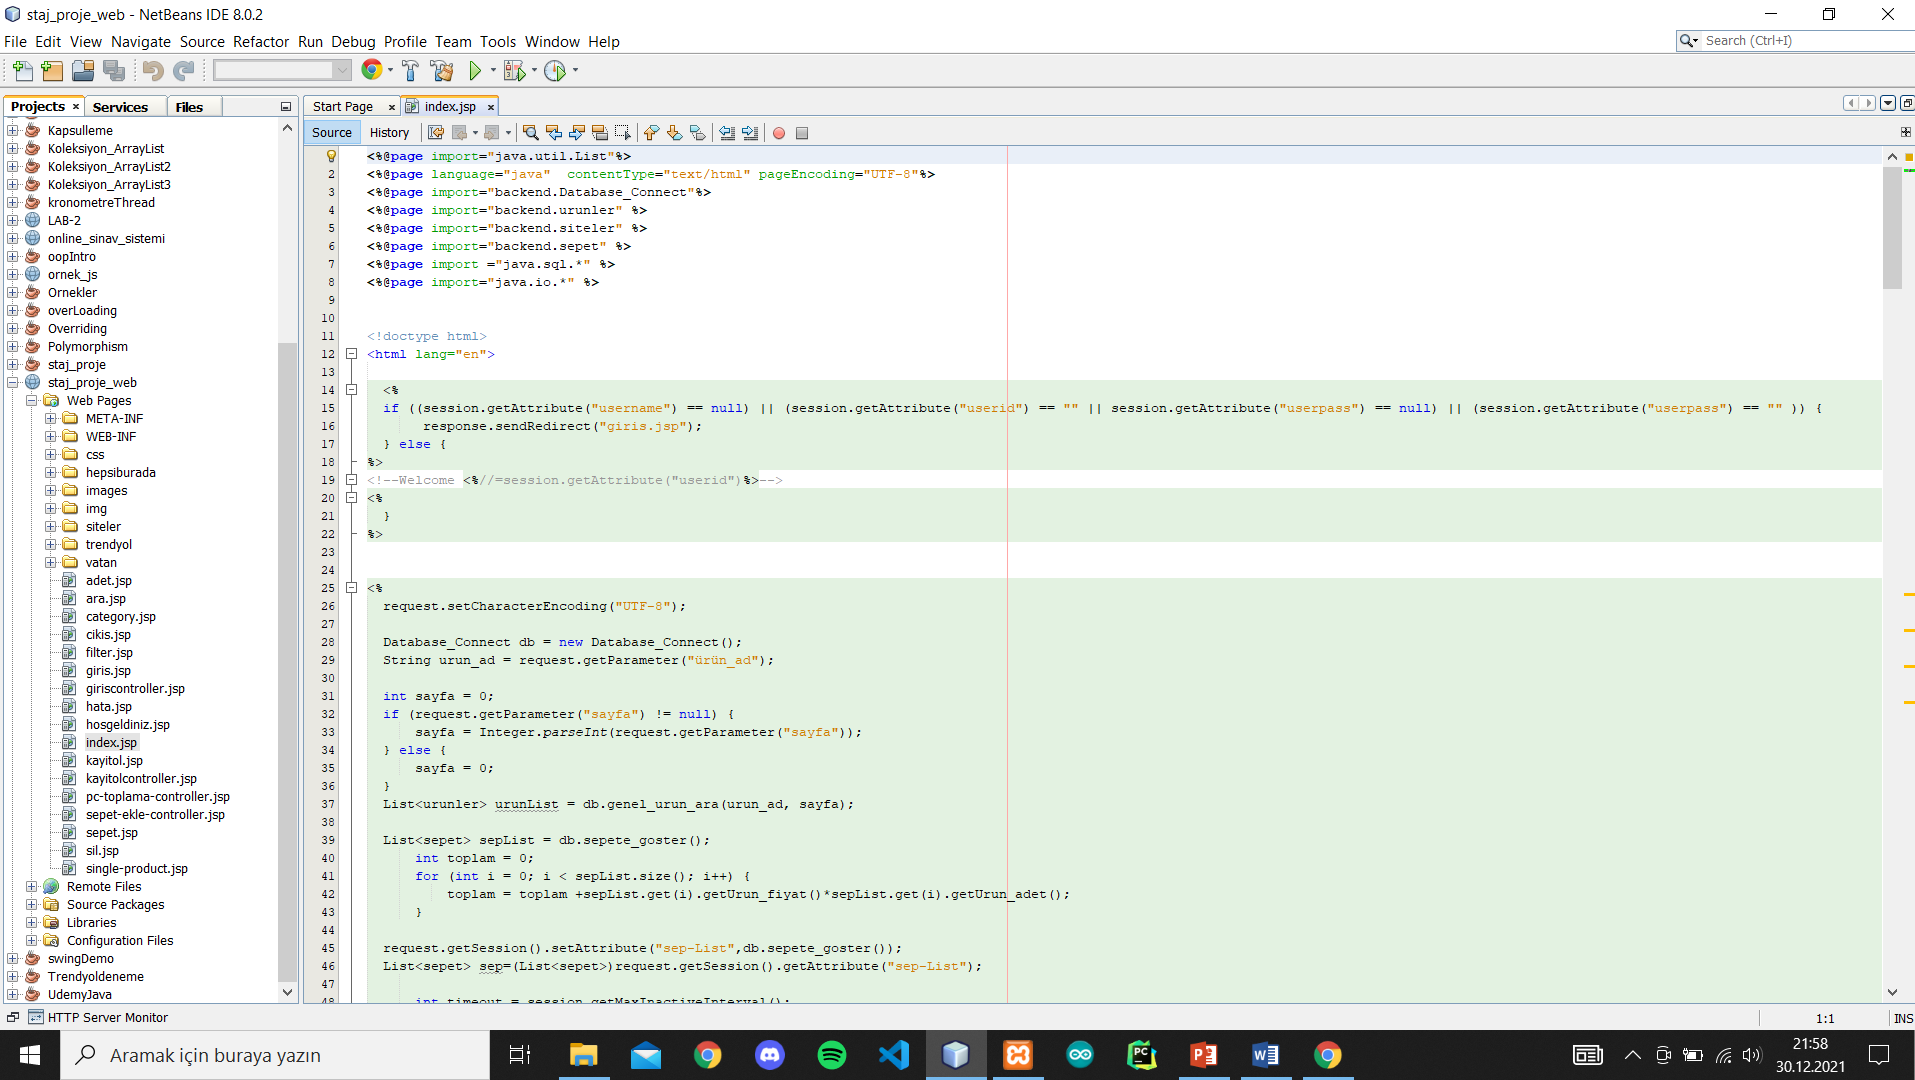 staj_proje_web - NetBeans IDE 8.0.2
File Edit View Navigate Source Refactor Run Debug Profile Team Tools Window Help
Search (Ctrl+I)
Projects Services Files
Start Page index.jsp
Source History
Kapsulleme
Koleksiyon_ArrayList
Koleksiyon_ArrayList2
Koleksiyon_ArrayList3
kronometreThread
LAB-2
online_sinav_sistemi
oopIntro
ornek_js
Ornekler
overLoading
Overriding
Polymorphism
staj_proje
staj_proje_web
Web Pages
META-INF
WEB-INF
css
hepsiburada
images
img
siteler
trendyol
vatan
adet.jsp
ara.jsp
category.jsp
cikis.jsp
filter.jsp
giris.jsp
giriscontroller.jsp
hata.jsp
hosgeldiniz.jsp
index.jsp
kayitol.jsp
kayitolcontroller.jsp
pc-toplama-controller.jsp
sepet-ekle-controller.jsp
sepet.jsp
sil.jsp
single-product.jsp
Remote Files
Source Packages
Libraries
Configuration Files
swingDemo
Trendyoldeneme
UdemyJava
<%@page import="java.util.List"%>
2 <%@page language="java"  contentType="text/html" pageEncoding="UTF-8"%>
3 <%@page import="backend.Database_Connect"%>
4 <%@page import="backend.urunler" %>
5 <%@page import="backend.siteler" %>
6 <%@page import="backend.sepet" %>
7 <%@page import ="java.sql.*" %>
8 <%@page import="java.io.*" %>
9
10
11 <!doctype html>
12 <html lang="en">
13
14 <%
15 if ((session.getAttribute("username") == null) || (session.getAttribute("userid") == "" || session.getAttribute("userpass") == null) || (session.getAttribute("userpass") == "" )) {
16 response.sendRedirect("giris.jsp");
17 } else {
18 %>
19 <!--Welcome <%//=session.getAttribute("userid")%>-->
20 <%
21 }
22 %>
23
24
25 <%
26 request.setCharacterEncoding("UTF-8");
27
28 Database_Connect db = new Database_Connect();
29 String urun_ad = request.getParameter("ürün_ad");
30
31 int sayfa = 0;
32 if (request.getParameter("sayfa") != null) {
33 sayfa = Integer.parseInt(request.getParameter("sayfa"));
34 } else {
35 sayfa = 0;
36 }
37 List<urunler> urunList = db.genel_urun_ara(urun_ad, sayfa);
38
39 List<sepet> sepList = db.sepete_goster();
40 int toplam = 0;
41 for (int i = 0; i < sepList.size(); i++) {
42 toplam = toplam +sepList.get(i).getUrun_fiyat()*sepList.get(i).getUrun_adet();
43 }
44
45 request.getSession().setAttribute("sep-List",db.sepete_goster());
46 List<sepet> sep=(List<sepet>)request.getSession().getAttribute("sep-List");
47
48 int timeout = session.getMaxInactiveInterval();
HTTP Server Monitor
1:1 INS
Aramak için buraya yazın
21:58
30.12.2021